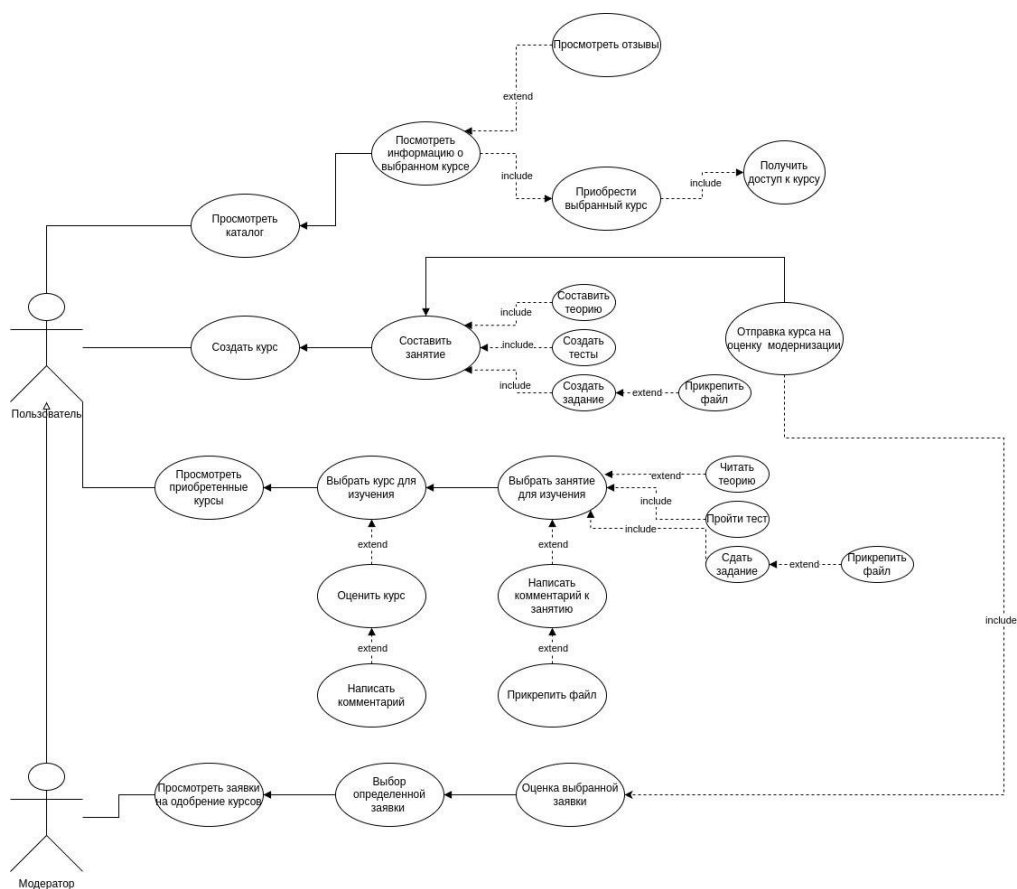 Просмотреть отзывы
extend
Посмотреть
информацию о
выбранном курсе
include
Приобрести
выбранный курс
include
Получить
доступ к курсу
Просмотреть
каталог
Пользователь
Создать курс
Составить
занятие
include
Составить
теорию
include
Создать
тесты
include
Создать
задание
extend
Прикрепить
файл
Отправка курса на
оценку модернизации
Просмотреть
приобретенные
курсы
Выбрать курс для
изучения
Выбрать занятие
для изучения
extend
Читать
теорию
include
Пройти тест
include
Сдать
задание
extend
Прикрепить
файл
extend
Оценить курс
extend
Написать
комментарий
extend
Написать
комментарий к
занятию
extend
Прикрепить файл
include
Просмотреть заявки
на одобрение курсов
Выбор
определенной
заявки
Оценка выбранной
заявки
Модератор